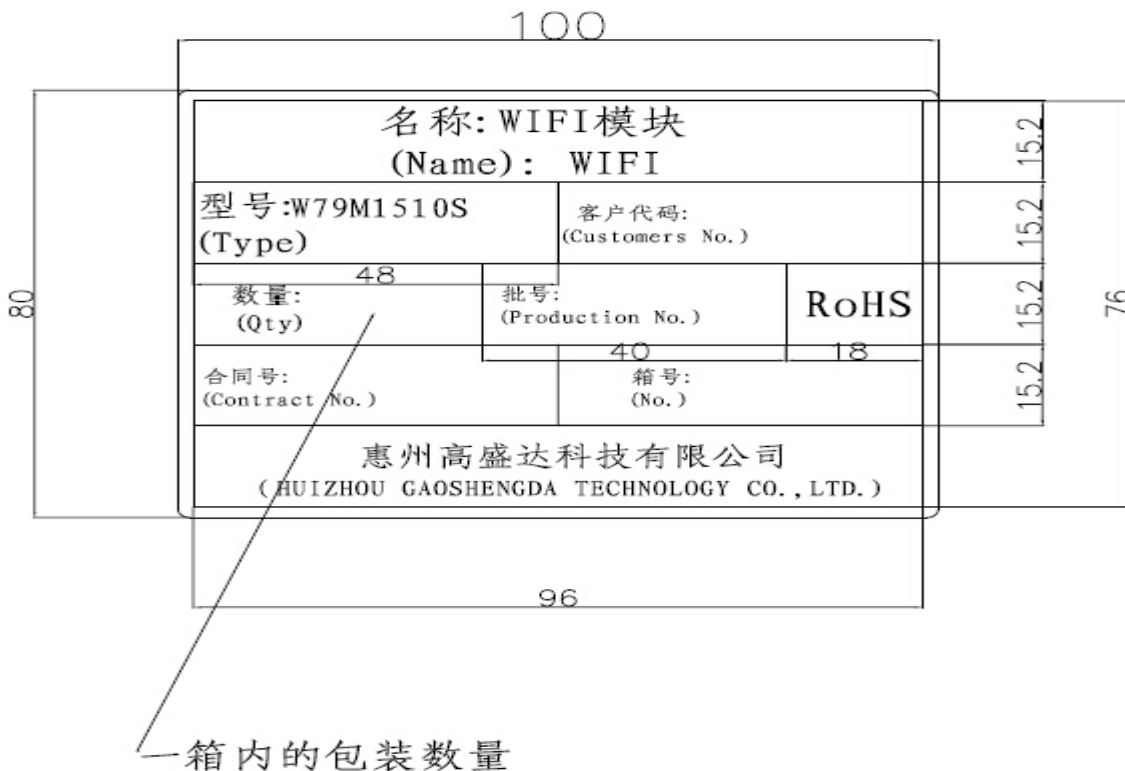 100
名称:WIFI模块
(Name): WIFI
15.2
型号:W79M1510S
(Type)
客户代码:
(Customers No.)
15.2
48
80
数量:
(Qty)
批号:
(Production No.)
RoHS
15.2
76
40
18
合同号:
(Contract No.)
箱号:
(No.)
15.2
惠州高盛达科技有限公司
(HUIZHOU GAOSHENGDA TECHNOLOGY CO.,LTD.)
96
箱内的包装数量